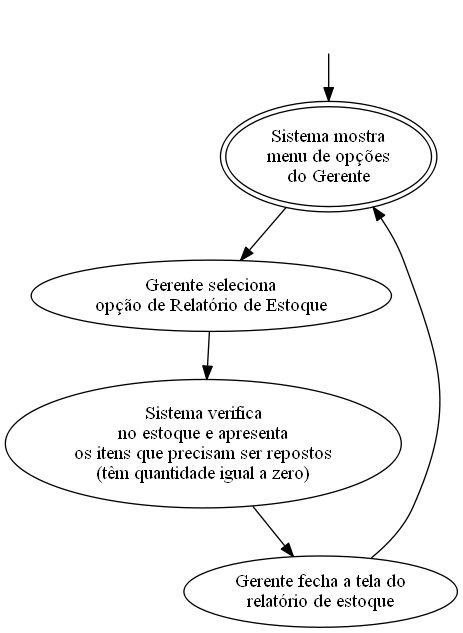 Sistema mostra
menu de opções
do Gerente
Gerente seleciona
opção de Relatório de Estoque
Sistema verifica
no estoque e apresenta
os itens que precisam ser repostos
(têm quantidade igual a zero)
Gerente fecha a tela do
relatório de estoque